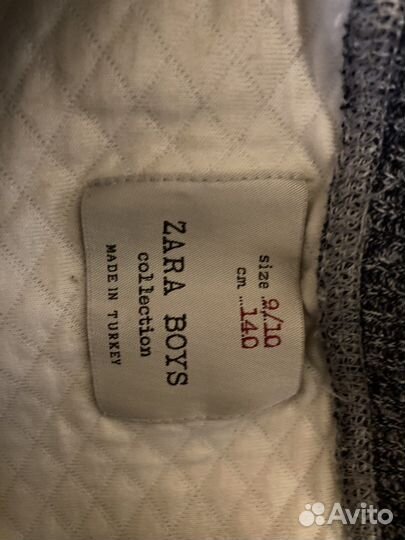 ZARA BOYS
collection
MADE IN TURKEY
size ...9/10
cm ...140
Avito